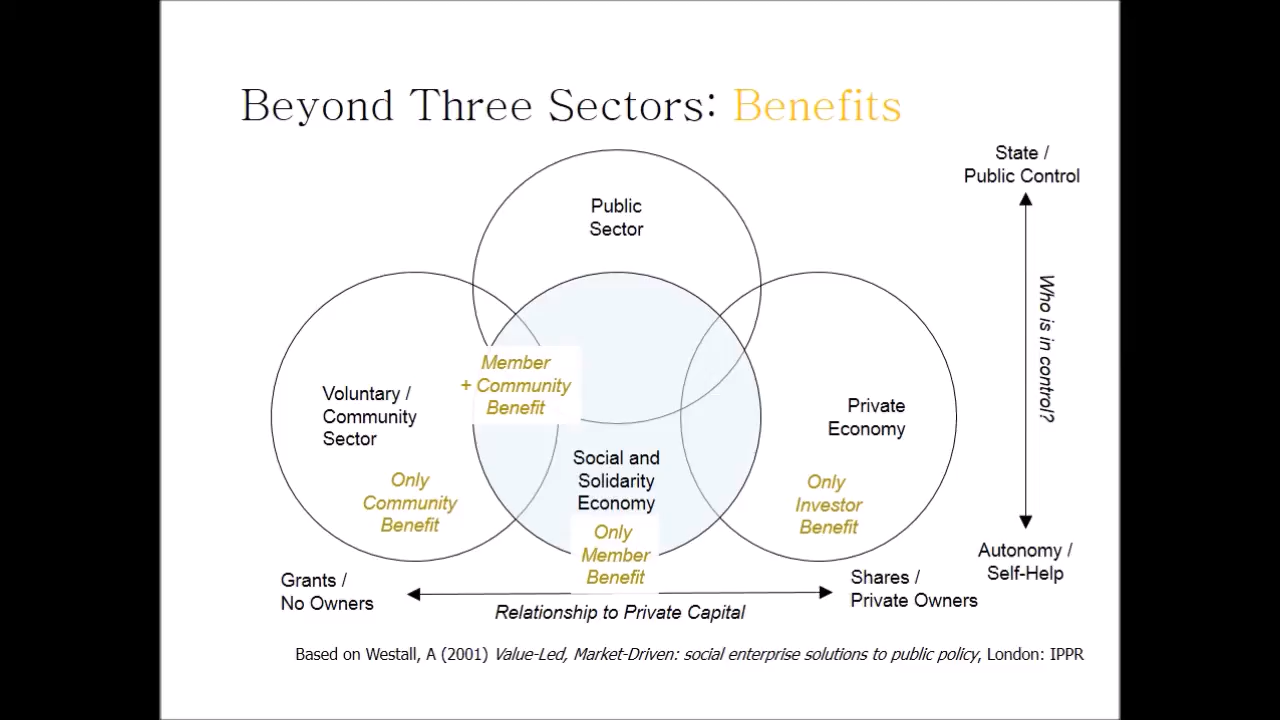 Beyond Three Sectors: Benefits
State /
Public Control
Public
Sector
Who is in control?
Member
+ Community
Benefit
Voluntary /
Community
Sector
Private
Economy
Social and
Solidarity
Economy
Only
Community
Benefit
Only
Investor
Benefit
Only
Member
Benefit
Autonomy /
Self-Help
Grants /
No Owners
Shares /
Private Owners
Relationship to Private Capital
Based on Westall, A (2001) Value-Led, Market-Driven: social enterprise solutions to public policy, London: IPPR